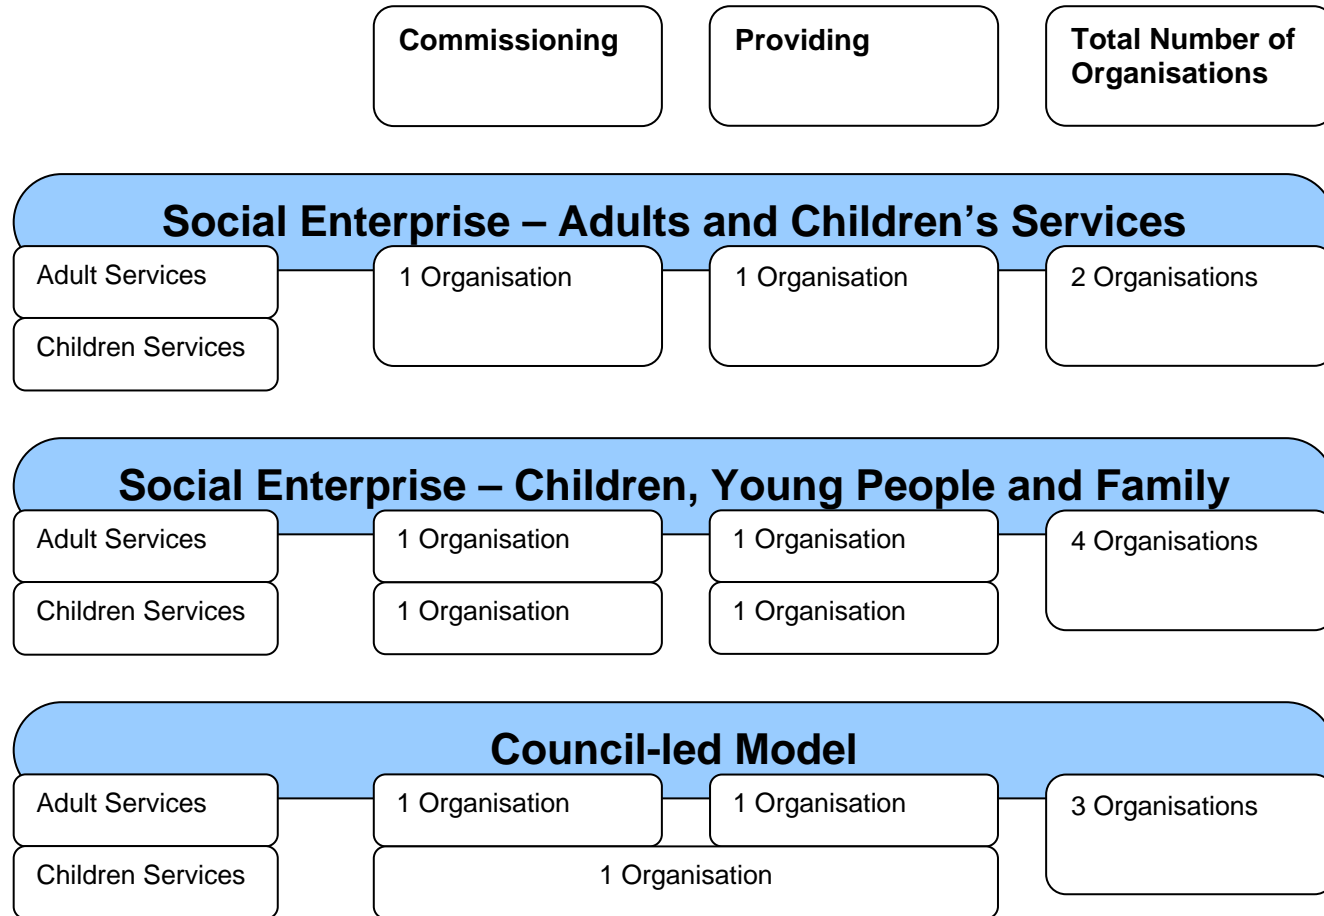 Commissioning
Providing
Total Number of
Organisations
Social Enterprise – Adults and Children’s Services
Adult Services
1 Organisation
1 Organisation
2 Organisations
Children Services
Social Enterprise – Children, Young People and Family
Adult Services
1 Organisation
1 Organisation
4 Organisations
Children Services
1 Organisation
1 Organisation
Council-led Model
Adult Services
1 Organisation
1 Organisation
3 Organisations
Children Services
1 Organisation